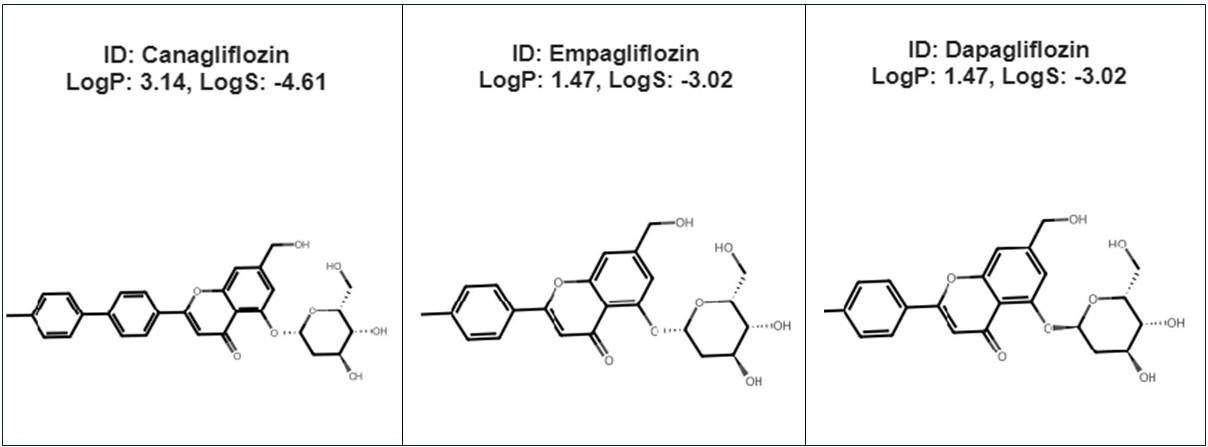 ID: Canagliflozin
LogP: 3.14, LogS: -4.61
OH
HO
O
O
O
OH
O
OH
ID: Empagliflozin
LogP: 1.47, LogS: -3.02
OH
HO
O
O
O
OH
O
OH
ID: Dapagliflozin
LogP: 1.47, LogS: -3.02
OH
HO
O
O
O
OH
O
OH